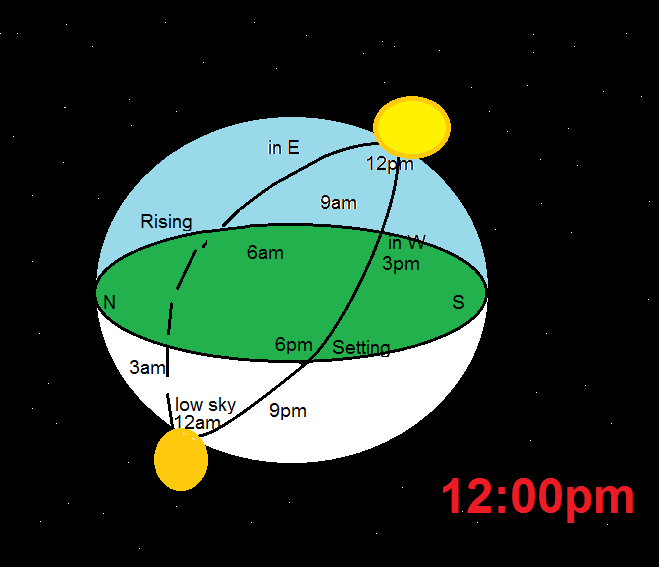 in E
12pm
9am
Rising
in W
6am
3pm
N
S
6pm
Setting
3am
low sky
12am
9pm
12:00pm